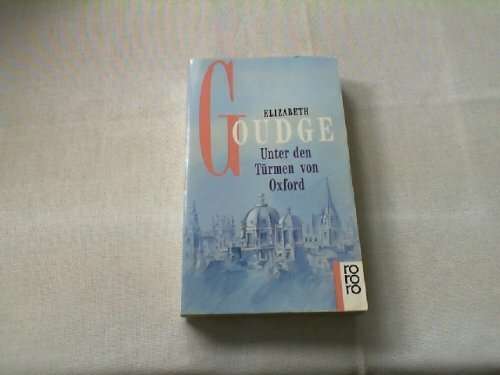 ELIZABETH
GOUDGE
Unter den
Türmen von
Oxford
ro
ro
ro